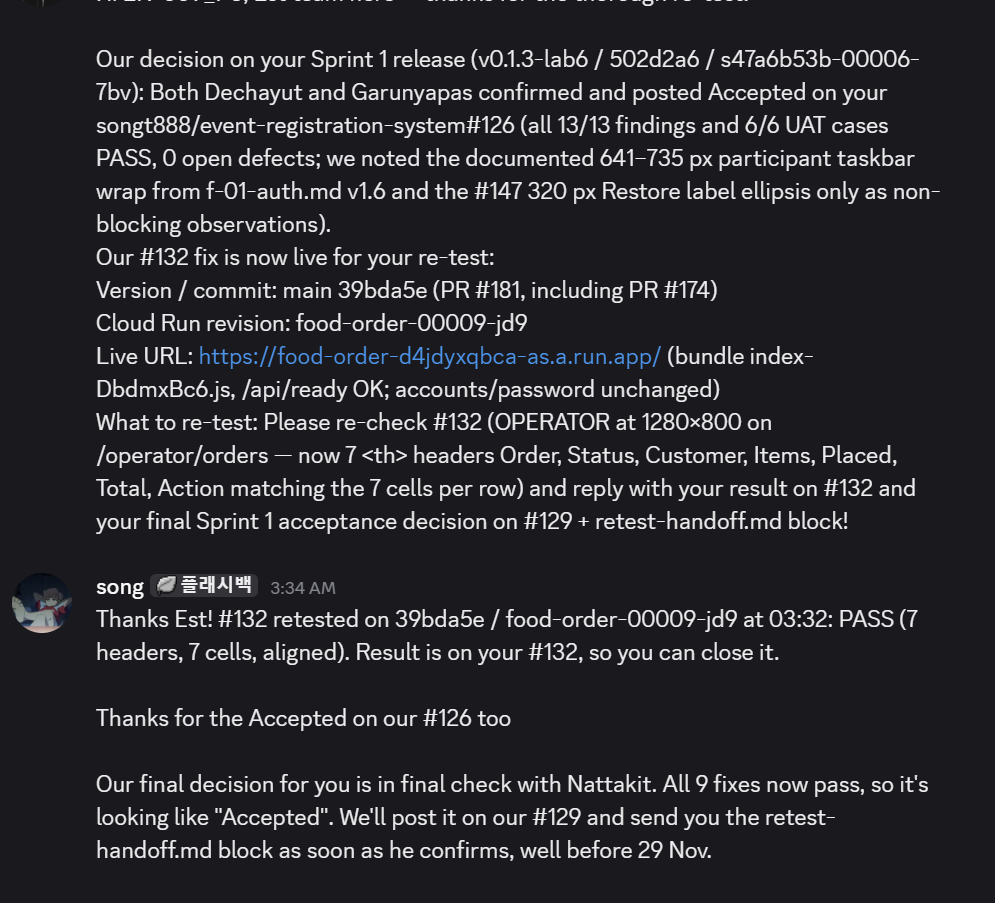 Our decision on your Sprint 1 release (v0.1.3-lab6 / 502d2a6 / s47a6b53b-00006-
7bv): Both Dechayut and Garunyapas confirmed and posted Accepted on your
songt888/event-registration-system#126 (all 13/13 findings and 6/6 UAT cases
PASS, 0 open defects; we noted the documented 641–735 px participant taskbar
wrap from f-01-auth.md v1.6 and the #147 320 px Restore label ellipsis only as non-
blocking observations).
Our #132 fix is now live for your re-test:
Version / commit: main 39bda5e (PR #181, including PR #174)
Cloud Run revision: food-order-00009-jd9
Live URL: https://food-order-d4jdyxqbca-as.a.run.app/ (bundle index-
DbdmxBc6.js, /api/ready OK; accounts/password unchanged)
What to re-test: Please re-check #132 (OPERATOR at 1280×800 on
/operator/orders — now 7 <th> headers Order, Status, Customer, Items, Placed,
Total, Action matching the 7 cells per row) and reply with your result on #132 and
your final Sprint 1 acceptance decision on #129 + retest-handoff.md block!
song 플래시백 3:34 AM
Thanks Est! #132 retested on 39bda5e / food-order-00009-jd9 at 03:32: PASS (7
headers, 7 cells, aligned). Result is on your #132, so you can close it.
Thanks for the Accepted on our #126 too
Our final decision for you is in final check with Nattakit. All 9 fixes now pass, so it's
looking like "Accepted". We'll post it on our #129 and send you the retest-
handoff.md block as soon as he confirms, well before 29 Nov.